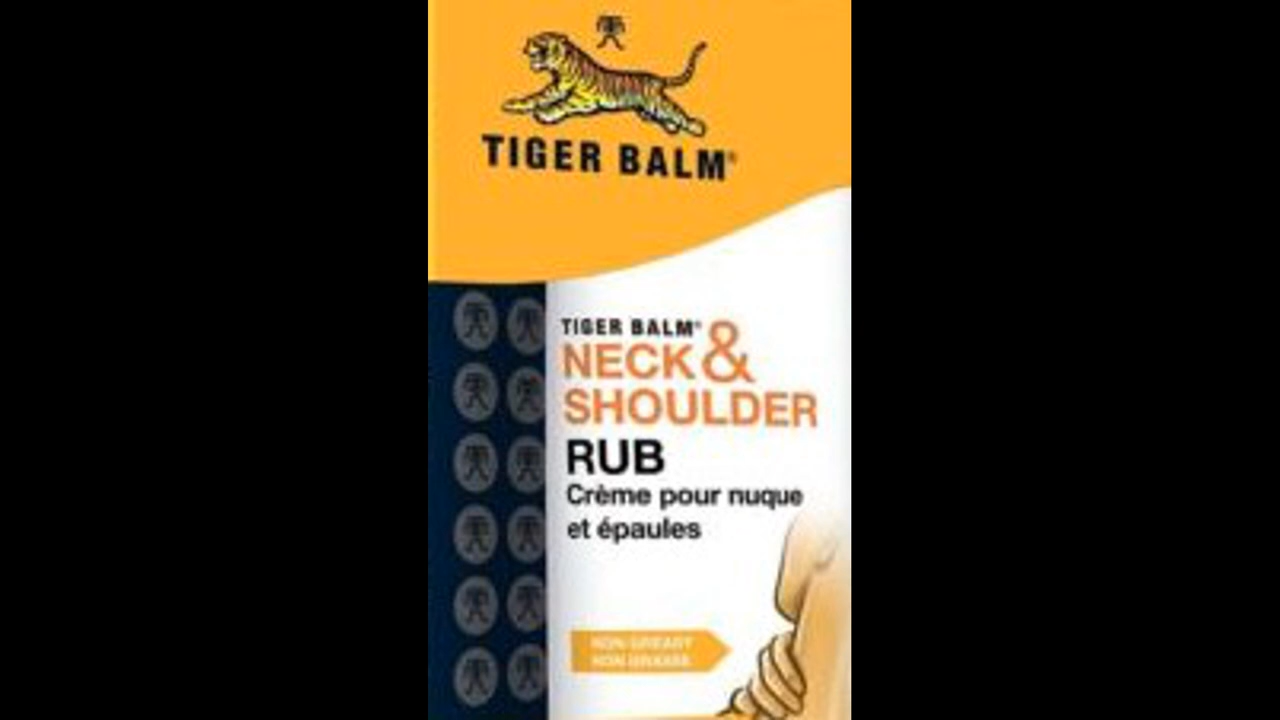 TIGER BALM®
TIGER BALM®
NECK &
SHOULDER
RUB
Crème pour nuque
et épaules
NON-GREASY
NON GRASSE